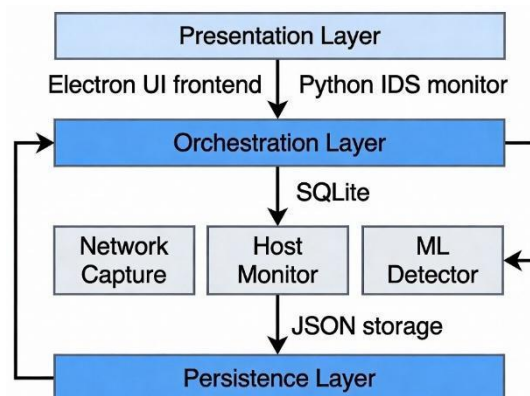 Presentation Layer
Electron UI frontend Python IDS monitor
Orchestration Layer
SQLite
Network
Capture
Host
Monitor
ML
Detector
JSON storage
Persistence Layer